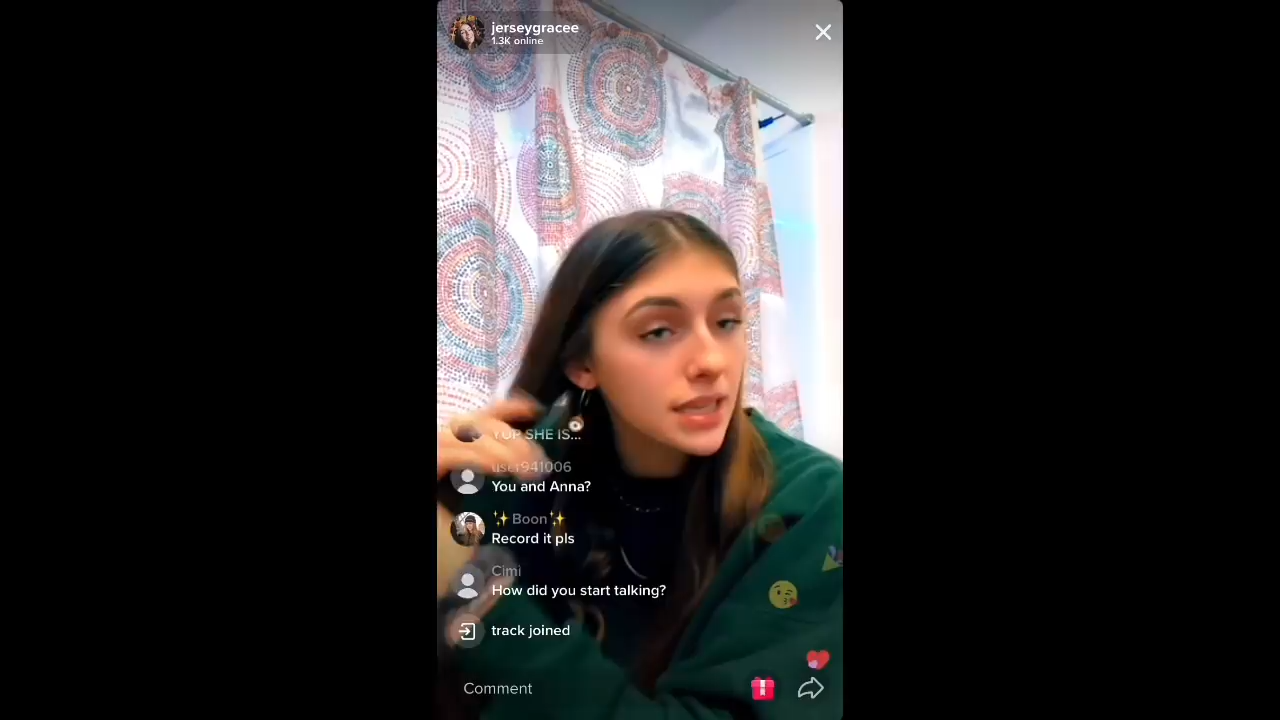 jerseygracee
1.3K online
YUP SHE IS...
user941006
You and Anna?
✨Boon✨
Record it pls
Cimi
How did you start talking?
track joined
Comment